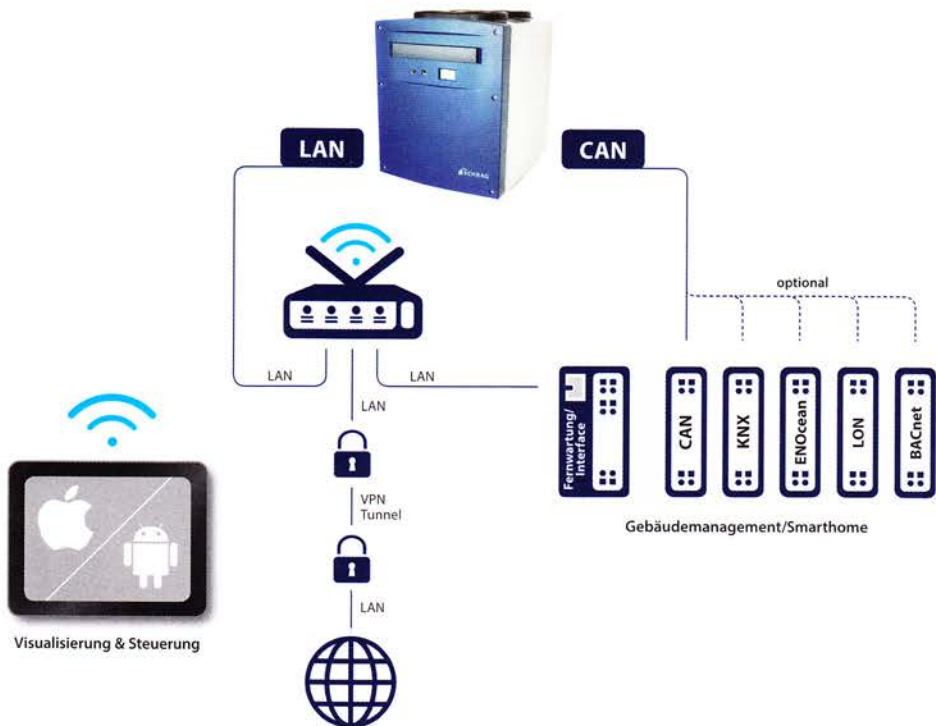 LAN
CAN
SCHRAG
optional
LAN
LAN
LAN
Fernwartung/
Interface
CAN
KNX
ENOcean
LON
BACnet
VPN
Tunnel
Gebäudemanagement/Smarthome
LAN
Visualisierung & Steuerung